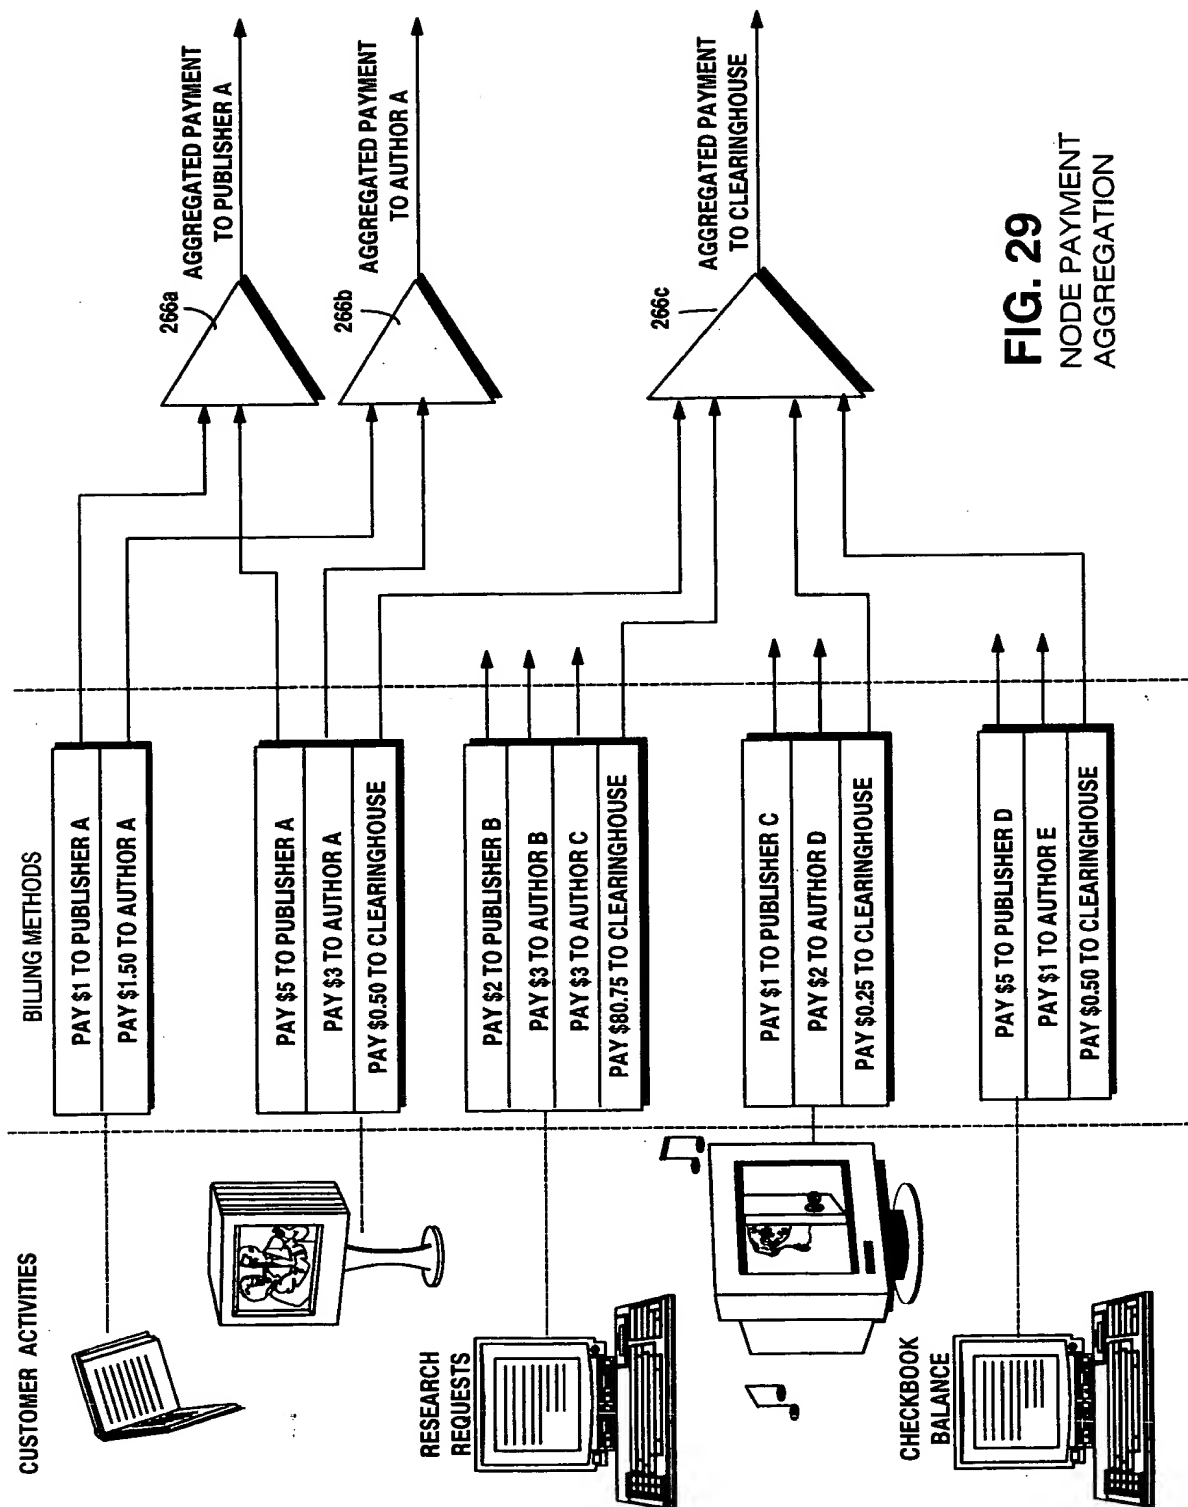 CUSTOMER ACTIVITIES
BILLING METHODS
PAY $1 TO PUBLISHER A
PAY $1.50 TO AUTHOR A
PAY $5 TO PUBLISHER A
PAY $3 TO AUTHOR A
PAY $0.50 TO CLEARINGHOUSE
RESEARCH
REQUESTS
PAY $2 TO PUBLISHER B
PAY $3 TO AUTHOR B
PAY $3 TO AUTHOR C
PAY $80.75 TO CLEARINGHOUSE
PAY $1 TO PUBLISHER C
PAY $2 TO AUTHOR D
PAY $0.25 TO CLEARINGHOUSE
CHECKBOOK
BALANCE
PAY $5 TO PUBLISHER D
PAY $1 TO AUTHOR E
PAY $0.50 TO CLEARINGHOUSE
266a
AGGREGATED PAYMENT
TO PUBLISHER A
266b
AGGREGATED PAYMENT
TO AUTHOR A
266c
AGGREGATED PAYMENT
TO CLEARINGHOUSE
FIG. 29
NODE PAYMENT
AGGREGATION